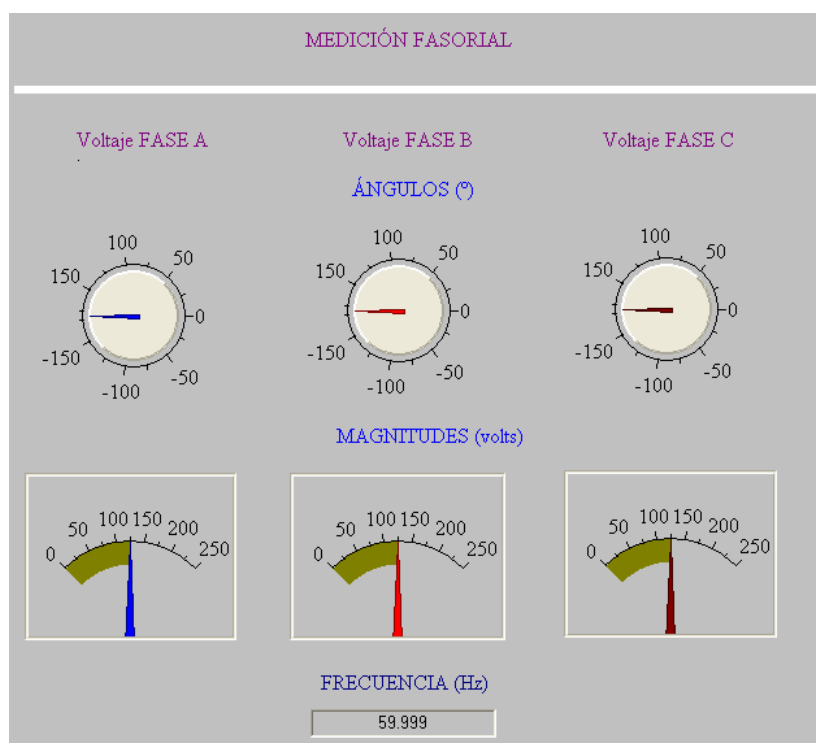 MEDICIÓN FASORIAL
Voltaje FASE A Voltaje FASE B Voltaje FASE C
ÁNGULOS (º)
100 50 0 -50 -100 -150 150
100 50 0 -50 -100 -150 150
100 50 0 -50 -100 -150 150
MAGNITUDES (volts)
0 50 100 150 200 250
0 50 100 150 200 250
0 50 100 150 200 250
FRECUENCIA (Hz)
59.999